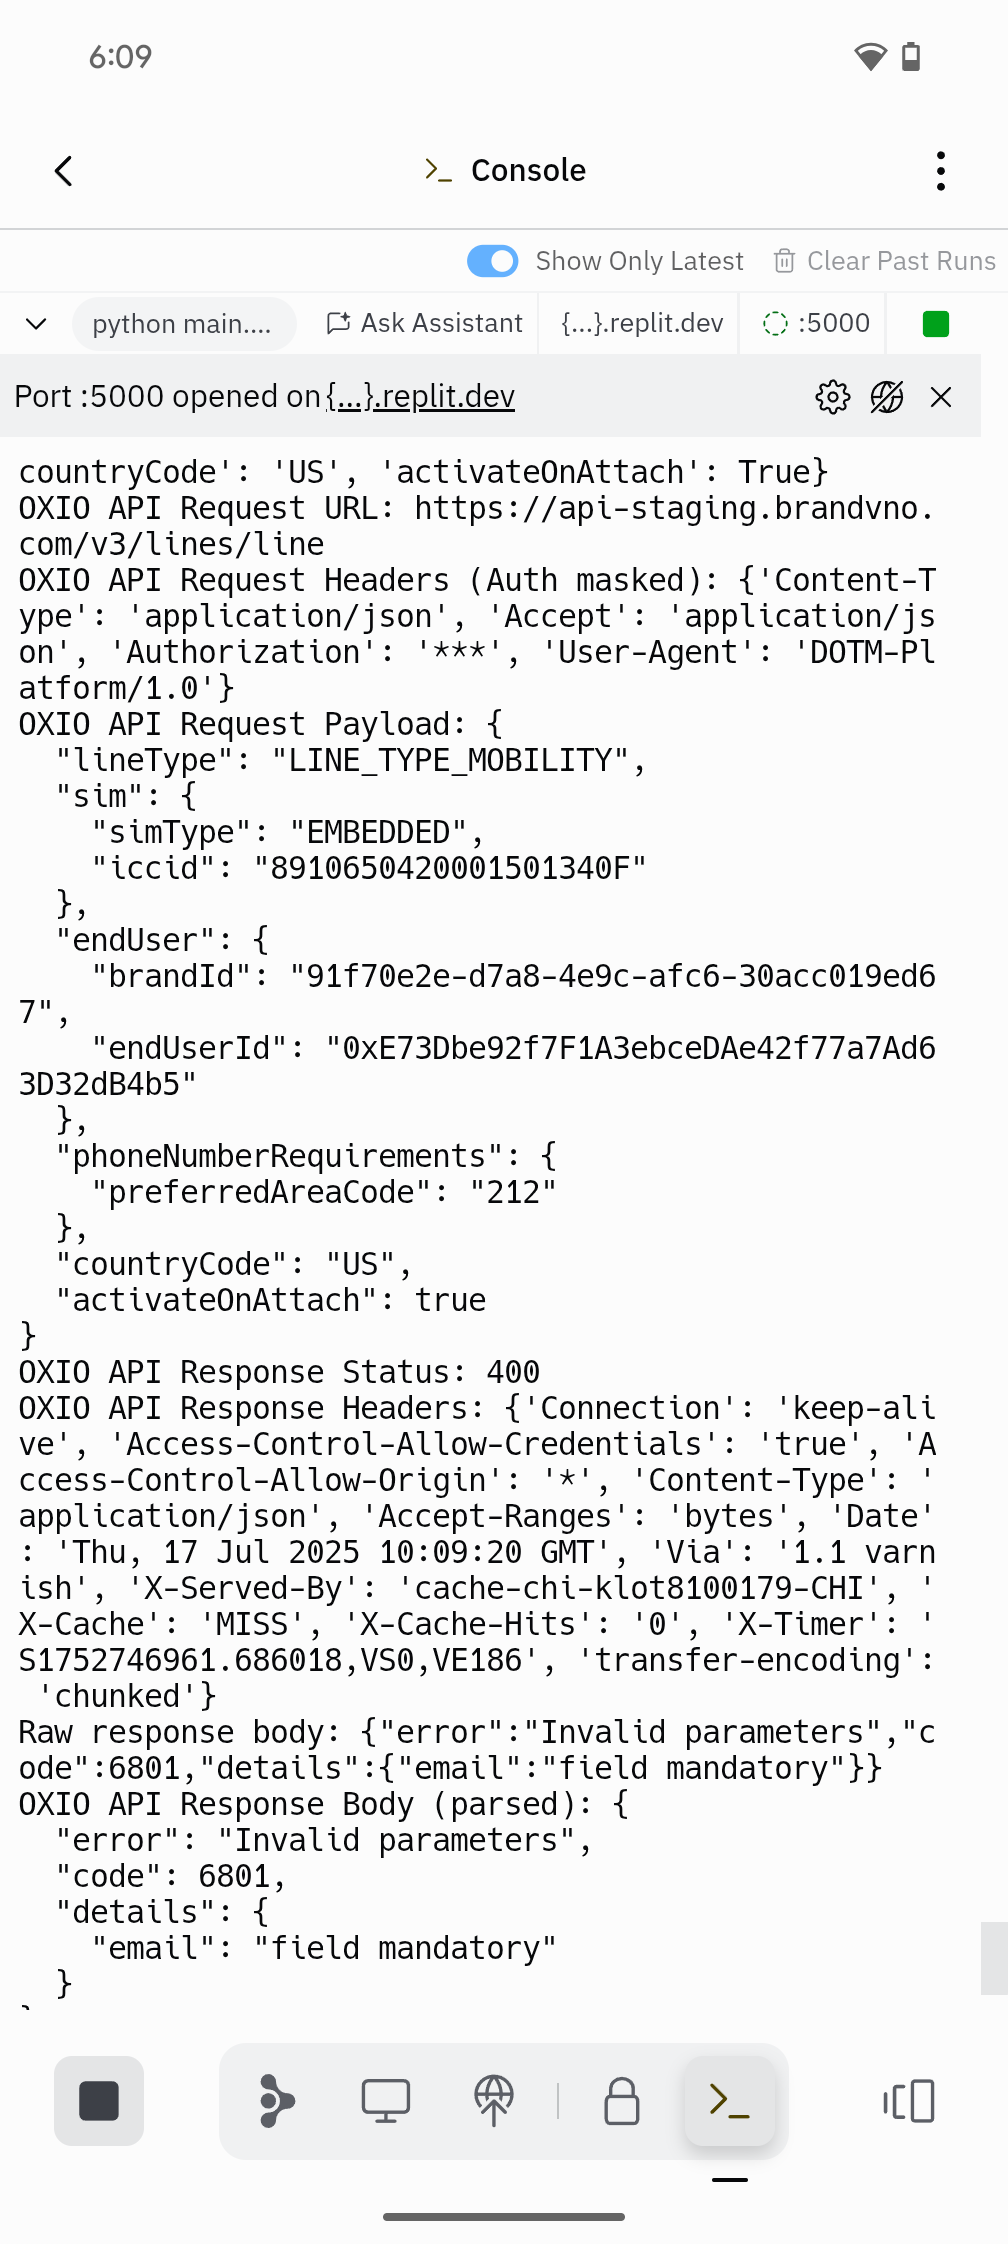 6:09
Console
Show Only Latest Clear Past Runs
python main.... Ask Assistant {...}.replit.dev :5000
Port :5000 opened on {...}.replit.dev
countryCode': 'US', 'activateOnAttach': True}
OXIO API Request URL: https://api-staging.brandvno.
com/v3/lines/line
OXIO API Request Headers (Auth masked): {'Content-T
ype': 'application/json', 'Accept': 'application/js
on', 'Authorization': '***', 'User-Agent': 'DOTM-Pl
atform/1.0'}
OXIO API Request Payload: {
  "lineType": "LINE_TYPE_MOBILITY",
  "sim": {
    "simType": "EMBEDDED",
    "iccid": "8910650420001501340F"
  },
  "endUser": {
    "brandId": "91f70e2e-d7a8-4e9c-afc6-30acc019ed6
7",
    "endUserId": "0xE73Dbe92f7F1A3ebceDAe42f77a7Ad6
3D32dB4b5"
  },
  "phoneNumberRequirements": {
    "preferredAreaCode": "212"
  },
  "countryCode": "US",
  "activateOnAttach": true
}
OXIO API Response Status: 400
OXIO API Response Headers: {'Connection': 'keep-ali
ve', 'Access-Control-Allow-Credentials': 'true', 'A
ccess-Control-Allow-Origin': '*', 'Content-Type': '
application/json', 'Accept-Ranges': 'bytes', 'Date'
: 'Thu, 17 Jul 2025 10:09:20 GMT', 'Via': '1.1 varn
ish', 'X-Served-By': 'cache-chi-klot8100179-CHI', '
X-Cache': 'MISS', 'X-Cache-Hits': '0', 'X-Timer': '
S1752746961.686018,VS0,VE186', 'transfer-encoding':
 'chunked'}
Raw response body: {"error":"Invalid parameters","c
ode":6801,"details":{"email":"field mandatory"}}
OXIO API Response Body (parsed): {
  "error": "Invalid parameters",
  "code": 6801,
  "details": {
    "email": "field mandatory"
  }
}